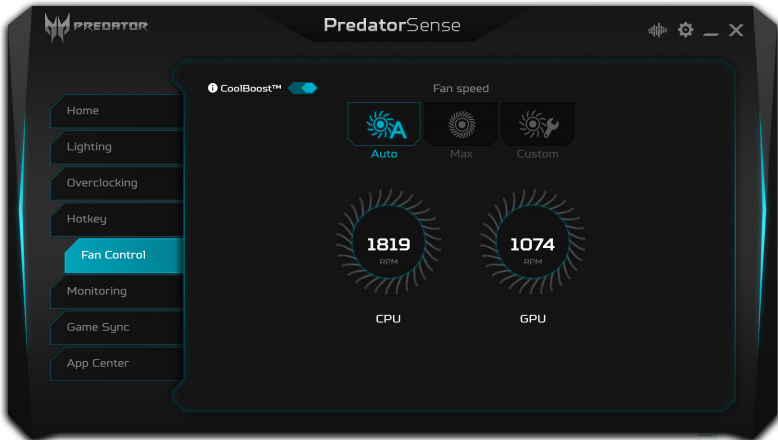 PREDATOR
PredatorSense
CoolBoost™
Fan speed
Home
Lighting
Overclocking
Hotkey
Fan Control
Monitoring
Game Sync
App Center
A
Auto
Max
Custom
1819
RPM
CPU
1074
RPM
GPU